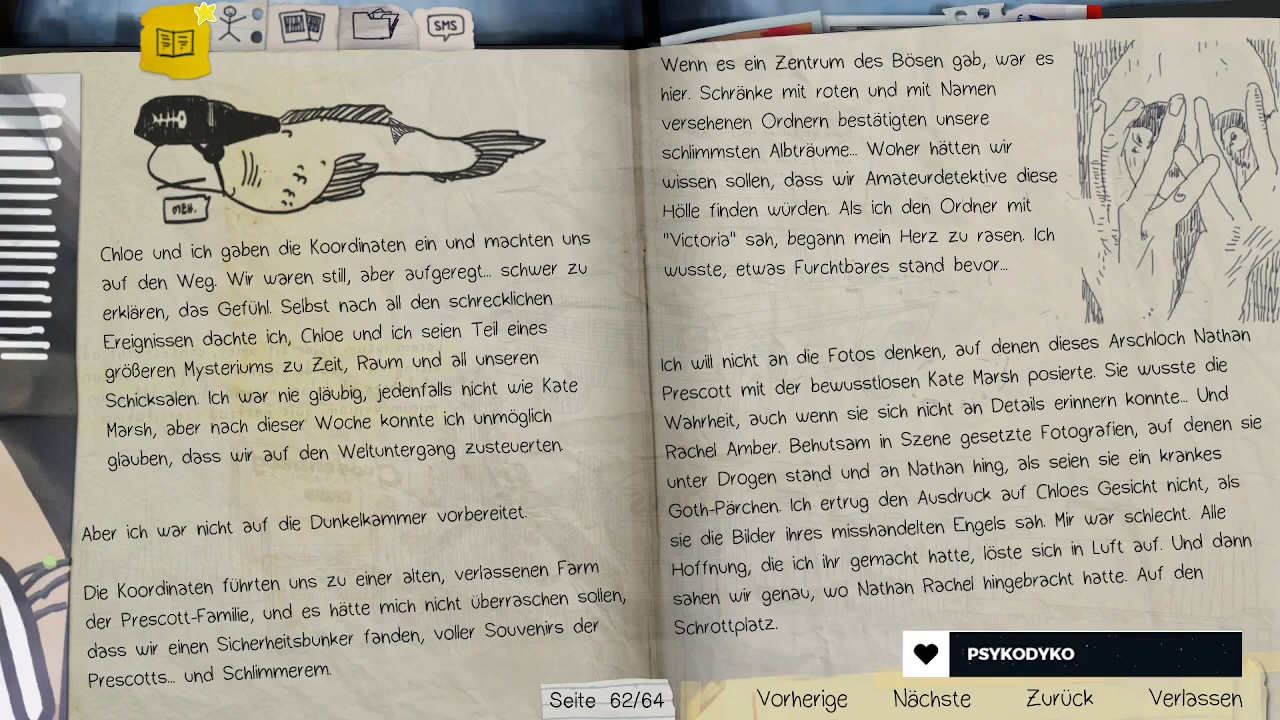 SMS
MEH.
Chloe und ich gaben die Koordinaten ein und machten uns
auf den Weg. Wir waren still, aber aufgeregt... schwer zu
erklären, das Gefühl. Selbst nach all den schrecklichen
Ereignissen dachte ich, Chloe und ich seien Teil eines
größeren Mysteriums zu Zeit, Raum und all unseren
Schicksalen. Ich war nie gläubig, jedenfalls nicht wie Kate
Marsh, aber nach dieser Woche konnte ich unmöglich
glauben, dass wir auf den Weltuntergang zusteuerten.
Aber ich war nicht auf die Dunkelkammer vorbereitet.
Die Koordinaten führten uns zu einer alten, verlassenen Farm
der Prescott-Familie, und es hätte mich nicht überraschen sollen,
dass wir einen Sicherheitsbunker fanden, voller Souvenirs der
Prescotts... und Schlimmerem.
Wenn es ein Zentrum des Bösen gab, war es
hier. Schränke mit roten und mit Namen
versehenen Ordnern bestätigten unsere
schlimmsten Albträume... Woher hätten wir
wissen sollen, dass wir Amateurdetektive diese
Hölle finden würden. Als ich den Ordner mit
"Victoria" sah, begann mein Herz zu rasen. Ich
wusste, etwas Furchtbares stand bevor...
Ich will nicht an die Fotos denken, auf denen dieses Arschloch Nathan
Prescott mit der bewusstlosen Kate Marsh posierte. Sie wusste die
Wahrheit, auch wenn sie sich nicht an Details erinnern konnte... Und
Rachel Amber. Behutsam in Szene gesetzte Fotografien, auf denen sie
unter Drogen stand und an Nathan hing, als seien sie ein krankes
Goth-Pärchen. Ich ertrug den Ausdruck auf Chloes Gesicht nicht, als
sie die Bilder ihres misshandelten Engels sah. Mir war schlecht. Alle
Hoffnung, die ich ihr gemacht hatte, löste sich in Luft auf. Und dann
sahen wir genau, wo Nathan Rachel hingebracht hatte. Auf den
Schrottplatz.
PSYKODYKO
Seite 62/64
Vorherige Nächste Zurück Verlassen